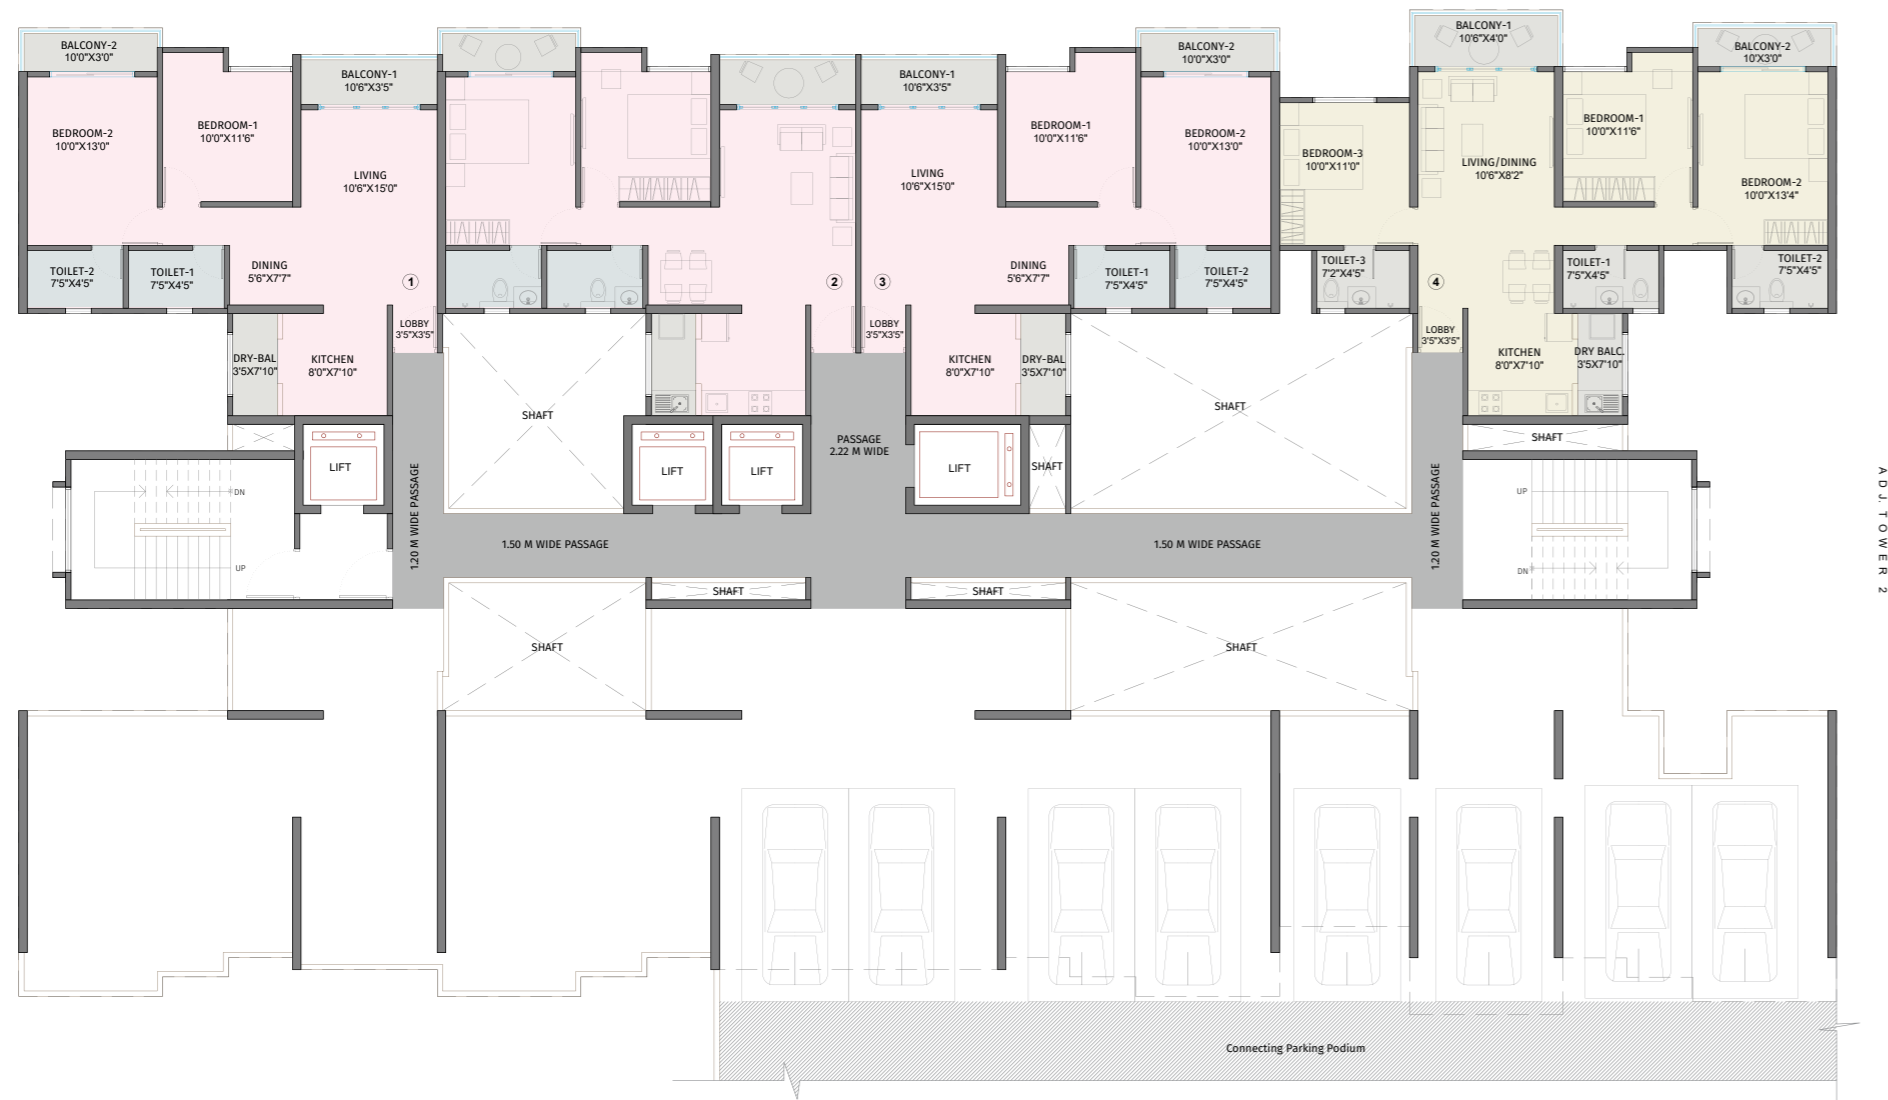 BALCONY-2
10'0"X3'0"
BALCONY-1
10'6"X3'5"
BALCONY-1
10'6"X3'5"
BALCONY-2
10'0"X3'0"
BALCONY-1
10'6"X4'0"
BALCONY-2
10'X3'0"
BEDROOM-2
10'0"X13'0"
BEDROOM-1
10'0"X11'6"
LIVING
10'6"X15'0"
LIVING
10'6"X15'0"
BEDROOM-1
10'0"X11'6"
BEDROOM-2
10'0"X13'0"
BEDROOM-3
10'0"X11'0"
LIVING/DINING
10'6"X8'2"
BEDROOM-1
10'0"X11'6"
BEDROOM-2
10'0"X13'4"
TOILET-2
7'5"X4'5"
TOILET-1
7'5"X4'5"
DINING
5'6"X7'7"
1
2
3
DINING
5'6"X7'7"
TOILET-1
7'5"X4'5"
TOILET-2
7'5"X4'5"
TOILET-3
7'2"X4'5"
4
TOILET-1
7'5"X4'5"
TOILET-2
7'5"X4'5"
LOBBY
3'5"X3'5"
LOBBY
3'5"X3'5"
LOBBY
3'5"X3'5"
DRY-BAL
3'5X7'10"
KITCHEN
8'0"X7'10"
KITCHEN
8'0"X7'10"
DRY-BAL
3'5X7'10"
KITCHEN
8'0"X7'10"
DRY BALC.
3'5X7'10"
SHAFT
SHAFT
PASSAGE
2.22 M WIDE
SHAFT
LIFT
LIFT
LIFT
LIFT
SHAFT
DN
UP
1.20 M WIDE PASSAGE
1.50 M WIDE PASSAGE
1.50 M WIDE PASSAGE
1.20 M WIDE PASSAGE
UP
DN
ADJ. TOWER 2
SHAFT
SHAFT
SHAFT
SHAFT
Connecting Parking Podium